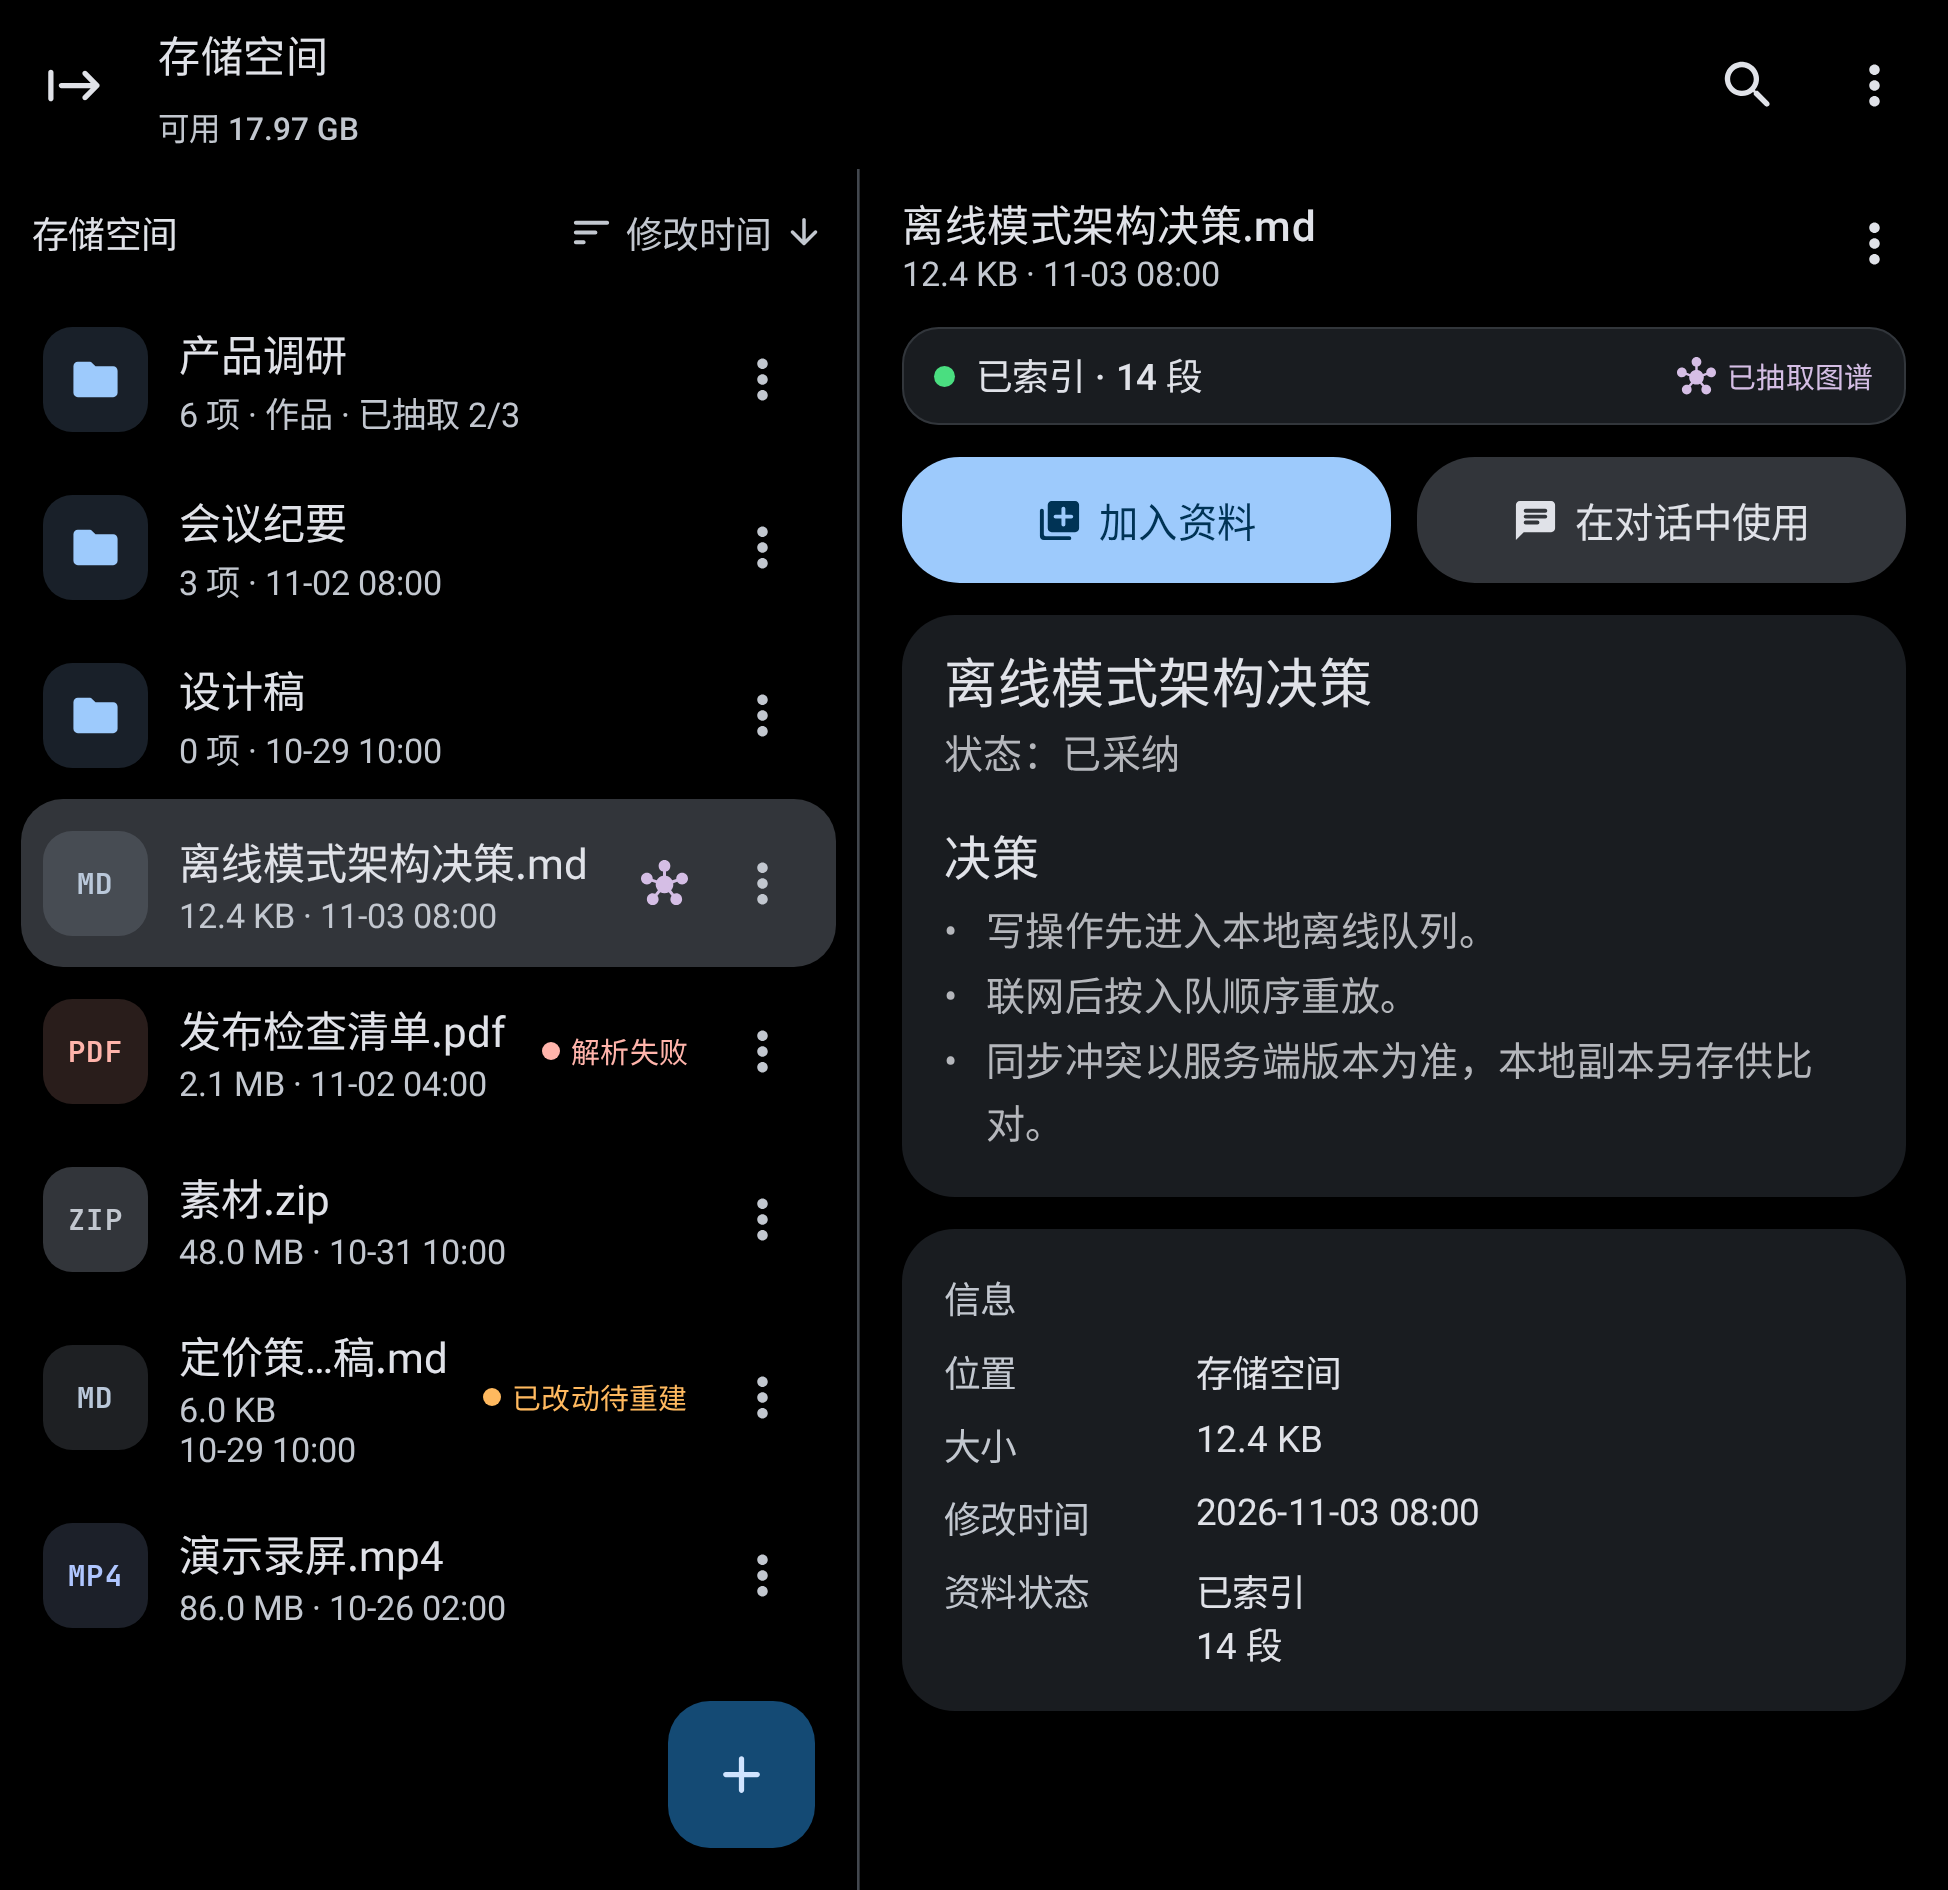 存储空间
可用 17.97 GB
存储空间
修改时间
产品调研
6 项 · 作品 · 已抽取 2/3
会议纪要
3 项 · 11-02 08:00
设计稿
0 项 · 10-29 10:00
MD
离线模式架构决策.md
12.4 KB · 11-03 08:00
PDF
发布检查清单.pdf
2.1 MB · 11-02 04:00
解析失败
ZIP
素材.zip
48.0 MB · 10-31 10:00
MD
定价策...稿.md
6.0 KB
10-29 10:00
已改动待重建
MP4
演示录屏.mp4
86.0 MB · 10-26 02:00
离线模式架构决策.md
12.4 KB · 11-03 08:00
已索引 · 14 段
已抽取图谱
加入资料
在对话中使用
离线模式架构决策
状态：已采纳
决策
• 写操作先进入本地离线队列。
• 联网后按入队顺序重放。
• 同步冲突以服务端版本为准，本地副本另存供比
对。
信息
位置 存储空间
大小 12.4 KB
修改时间 2026-11-03 08:00
资料状态 已索引
14 段